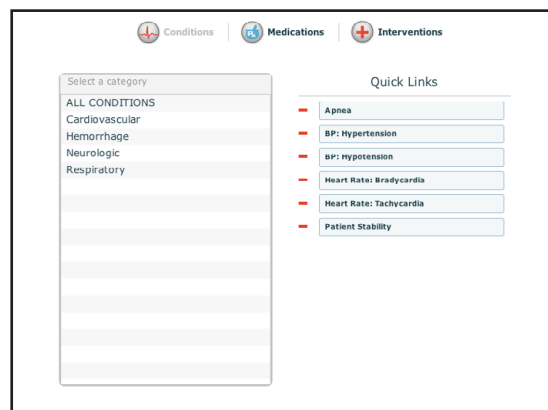 Conditions Medications Interventions
Select a category
ALL CONDITIONS
Cardiovascular
Hemorrhage
Neurologic
Respiratory
Quick Links
Apnea
BP: Hypertension
BP: Hypotension
Heart Rate: Bradycardia
Heart Rate: Tachycardia
Patient Stability